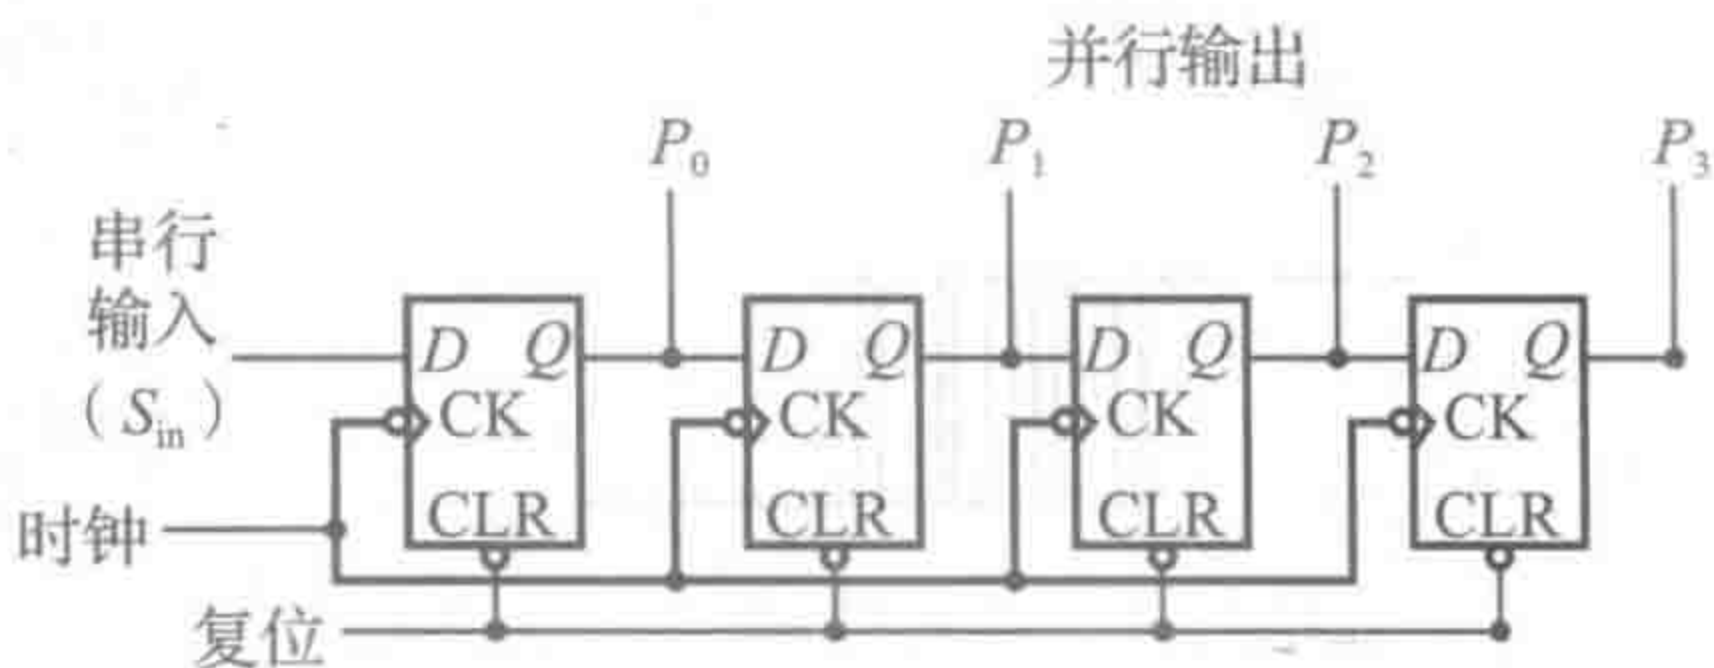 并行输出
P₀ P₁ P₂ P₃
串行
输入
（S_in）
D Q D Q D Q D Q
CK CK CK CK
CLR CLR CLR CLR
时钟
复位